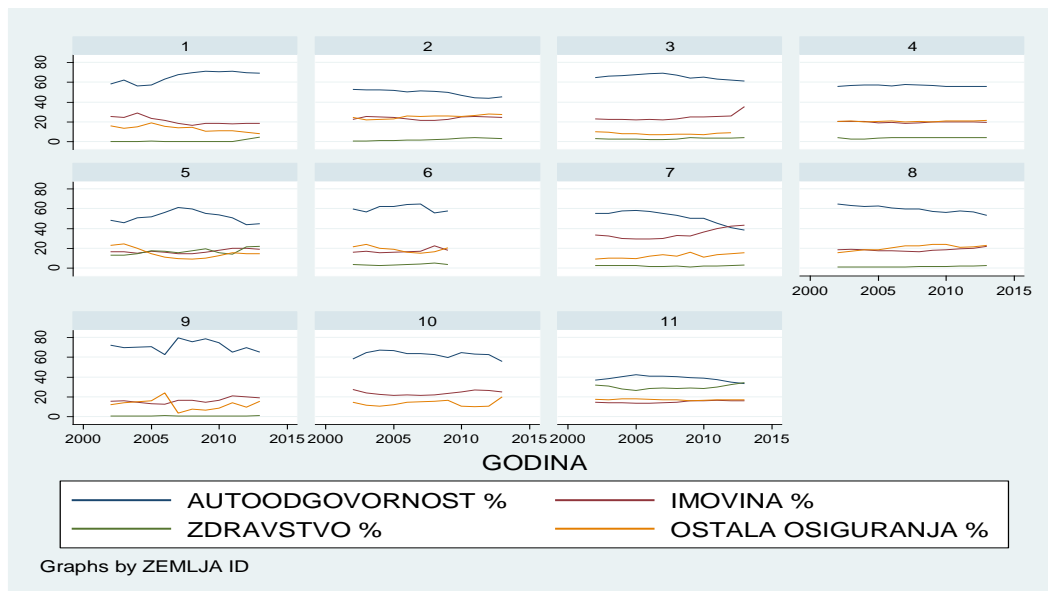 1 2 3 4
0 20 40 60 80
5 6 7 8
0 20 40 60 80
2000 2005 2010 2015
9 10 11
0 20 40 60 80
2000 2005 2010 2015 2000 2005 2010 2015 2000 2005 2010 2015
GODINA
AUTOODGOVORNOST % IMOVINA %
ZDRAVSTVO % OSTALA OSIGURANJA %
Graphs by ZEMLJA ID